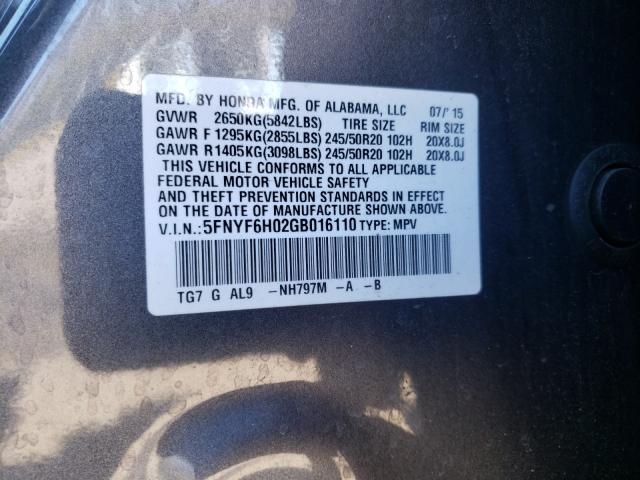 MFD. BY HONDA MFG. OF ALABAMA, LLC 07/'15
GVWR 2650KG(5842LBS) TIRE SIZE RIM SIZE
GAWR F 1295KG(2855LBS) 245/50R20 102H 20X8.0J
GAWR R1405KG(3098LBS) 245/50R20 102H 20X8.0J
THIS VEHICLE CONFORMS TO ALL APPLICABLE
FEDERAL MOTOR VEHICLE SAFETY
AND THEFT PREVENTION STANDARDS IN EFFECT
ON THE DATE OF MANUFACTURE SHOWN ABOVE.
V.I.N.:5FNYF6H02GB016110 TYPE: MPV
TG7 G AL9 -NH797M -A -B